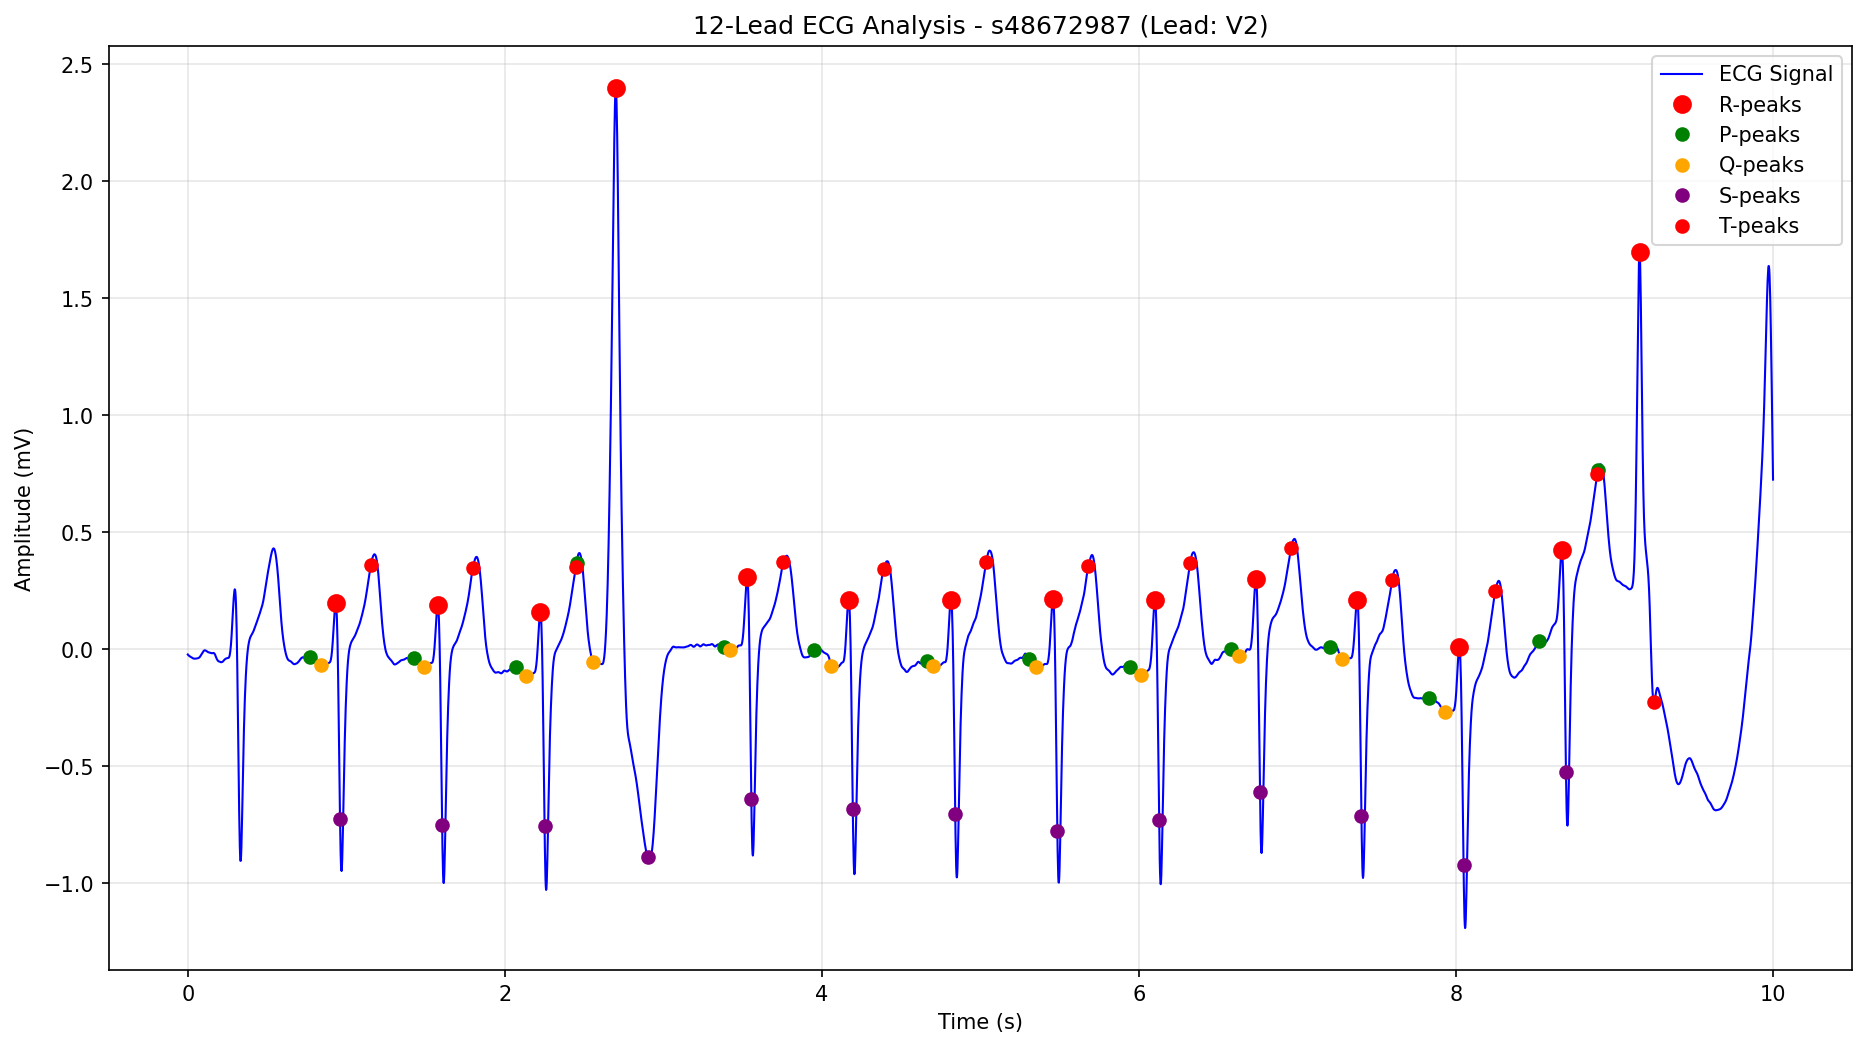 12-Lead ECG Analysis - s48672987 (Lead: V2)
ECG Signal
R-peaks
P-peaks
Q-peaks
S-peaks
T-peaks
Amplitude (mV)
2.5
2.0
1.5
1.0
0.5
0.0
−0.5
−1.0
0 2 4 6 8 10
Time (s)